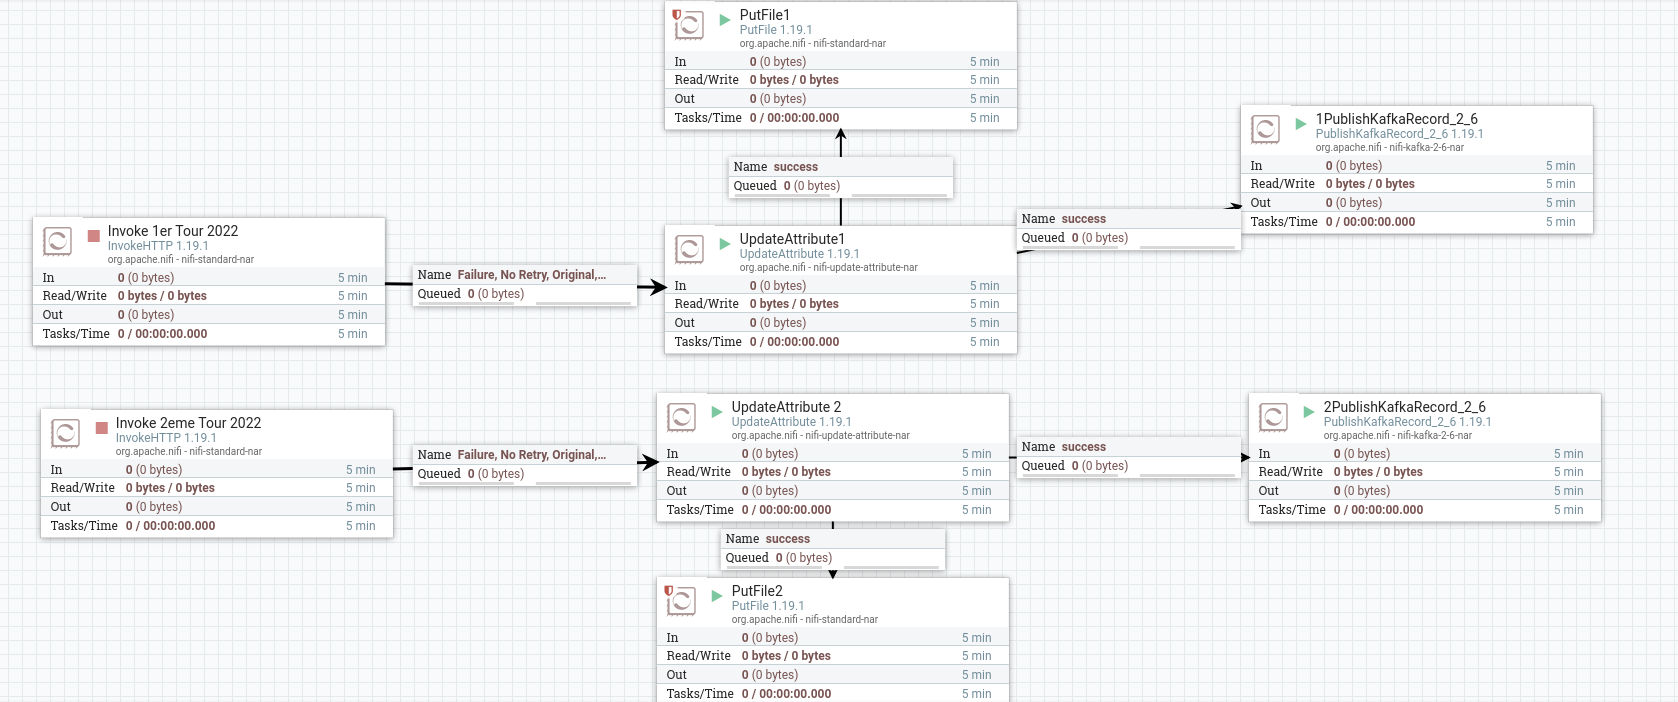 PutFile1
PutFile 1.19.1
org.apache.nifi - nifi-standard-nar
In 0 (0 bytes) 5 min
Read/Write 0 bytes / 0 bytes 5 min
Out 0 (0 bytes) 5 min
Tasks/Time 0 / 00:00:00.000 5 min
Name success
Queued 0 (0 bytes)
1PublishKafkaRecord_2_6
PublishKafkaRecord_2_6 1.19.1
org.apache.nifi - nifi-kafka-2-6-nar
In 0 (0 bytes) 5 min
Read/Write 0 bytes / 0 bytes 5 min
Out 0 (0 bytes) 5 min
Tasks/Time 0 / 00:00:00.000 5 min
Invoke 1er Tour 2022
InvokeHTTP 1.19.1
org.apache.nifi - nifi-standard-nar
In 0 (0 bytes) 5 min
Read/Write 0 bytes / 0 bytes 5 min
Out 0 (0 bytes) 5 min
Tasks/Time 0 / 00:00:00.000 5 min
Name Failure, No Retry, Original,...
Queued 0 (0 bytes)
UpdateAttribute1
UpdateAttribute 1.19.1
org.apache.nifi - nifi-update-attribute-nar
In 0 (0 bytes) 5 min
Read/Write 0 bytes / 0 bytes 5 min
Out 0 (0 bytes) 5 min
Tasks/Time 0 / 00:00:00.000 5 min
Name success
Queued 0 (0 bytes)
Invoke 2eme Tour 2022
InvokeHTTP 1.19.1
org.apache.nifi - nifi-standard-nar
In 0 (0 bytes) 5 min
Read/Write 0 bytes / 0 bytes 5 min
Out 0 (0 bytes) 5 min
Tasks/Time 0 / 00:00:00.000 5 min
Name Failure, No Retry, Original,...
Queued 0 (0 bytes)
UpdateAttribute 2
UpdateAttribute 1.19.1
org.apache.nifi - nifi-update-attribute-nar
In 0 (0 bytes) 5 min
Read/Write 0 bytes / 0 bytes 5 min
Out 0 (0 bytes) 5 min
Tasks/Time 0 / 00:00:00.000 5 min
Name success
Queued 0 (0 bytes)
2PublishKafkaRecord_2_6
PublishKafkaRecord_2_6 1.19.1
org.apache.nifi - nifi-kafka-2-6-nar
In 0 (0 bytes) 5 min
Read/Write 0 bytes / 0 bytes 5 min
Out 0 (0 bytes) 5 min
Tasks/Time 0 / 00:00:00.000 5 min
Name success
Queued 0 (0 bytes)
PutFile2
PutFile 1.19.1
org.apache.nifi - nifi-standard-nar
In 0 (0 bytes) 5 min
Read/Write 0 bytes / 0 bytes 5 min
Out 0 (0 bytes) 5 min
Tasks/Time 0 / 00:00:00.000 5 min